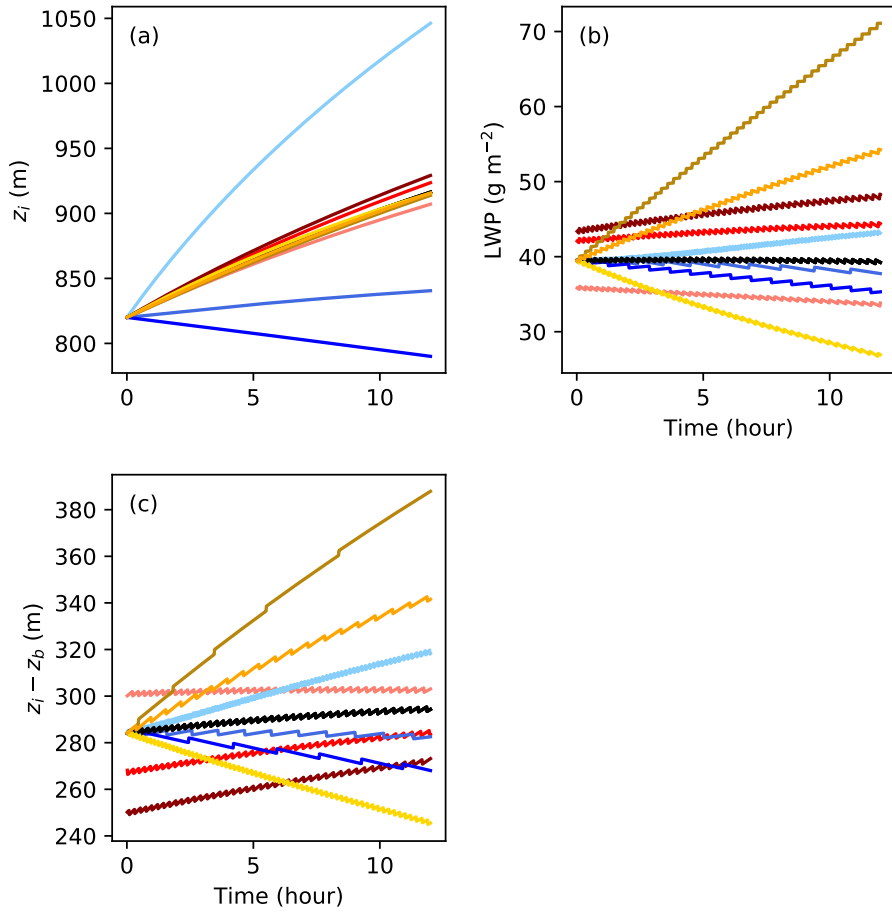 (a)
1050
1000
950
900
850
800
z_i (m)
0 5 10
(b)
70
60
50
40
30
LWP (g m⁻²)
0 5 10
Time (hour)
(c)
380
360
340
320
300
280
260
240
z_i − z_b (m)
0 5 10
Time (hour)